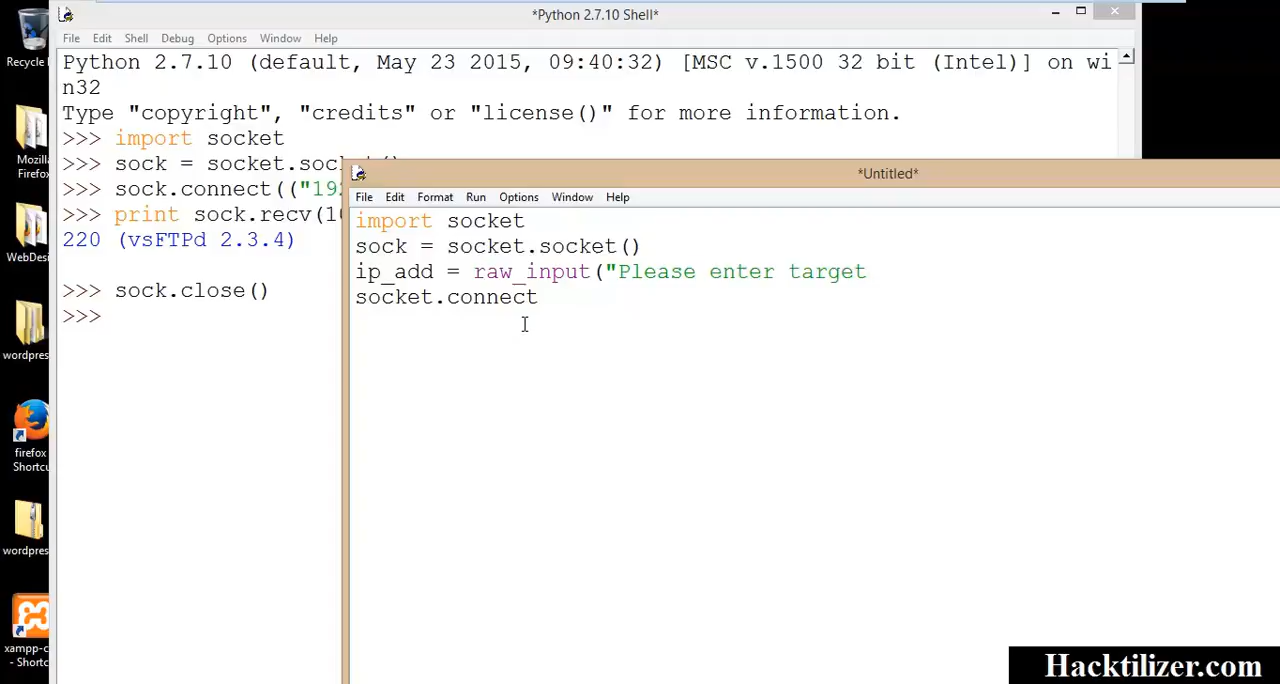 *Python 2.7.10 Shell*
File Edit Shell Debug Options Window Help
Python 2.7.10 (default, May 23 2015, 09:40:32) [MSC v.1500 32 bit (Intel)] on wi
n32
Type "copyright", "credits" or "license()" for more information.
>>> import socket
>>> sock = socket.socket()
>>> sock.connect(("192
>>> print sock.recv(10
220 (vsFTPd 2.3.4)
>>> sock.close()
>>>
*Untitled*
File Edit Format Run Options Window Help
import socket
sock = socket.socket()
ip_add = raw_input("Please enter target
socket.connect
Recycle
Mozill
Firefox
WebDesi
wordpres
firefox
Shortcu
wordpres
xampp-c
- Shortc
Hacktilizer.com